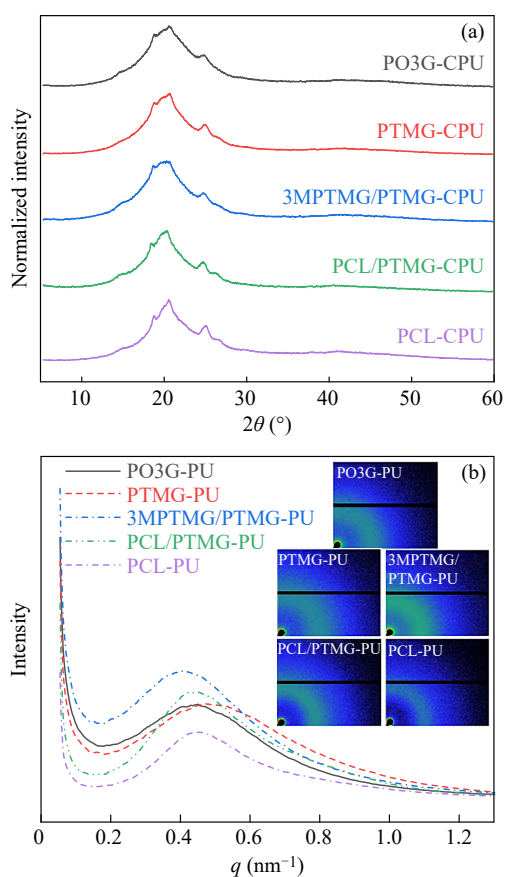 (a)
PO3G-CPU
PTMG-CPU
3MPTMG/PTMG-CPU
PCL/PTMG-CPU
PCL-CPU
Normalized intensity
10 20 30 40 50 60
2θ (°)
(b)
PO3G-PU
PTMG-PU
3MPTMG/PTMG-PU
PCL/PTMG-PU
PCL-PU
PO3G-PU
PTMG-PU
3MPTMG/
PTMG-PU
PCL/PTMG-PU
PCL-PU
Intensity
0 0.2 0.4 0.6 0.8 1.0 1.2
q (nm⁻¹)